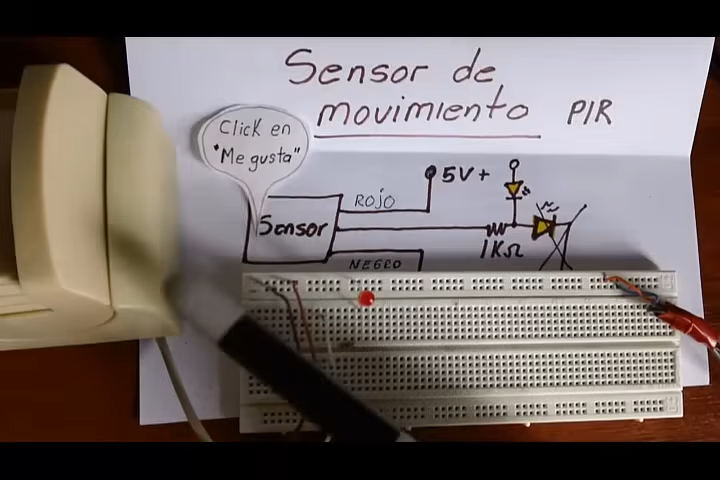 Sensor de
movimiento PIR
Click en
"Me gusta"
ROJO
5V+
Sensor
1KΩ
NEGRO